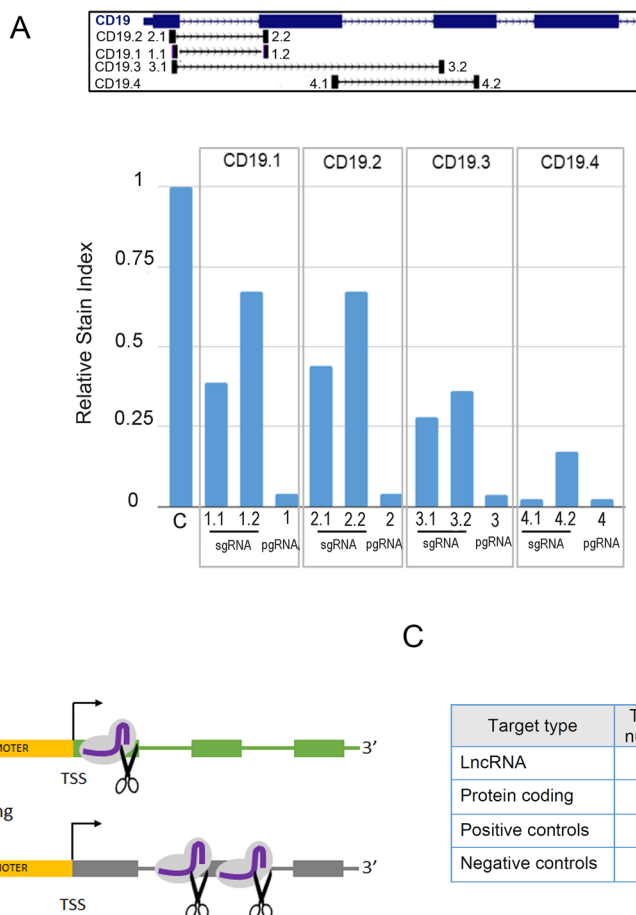 A
CD19
CD19.2 2.1 2.2
CD19.1 1.1 1.2
CD19.3 3.1 3.2
CD19.4 4.1 4.2
CD19.1 CD19.2 CD19.3 CD19.4
Relative Stain Index
1
0.75
0.5
0.25
0
C 1.1 1.2 1 2.1 2.2 2 3.1 3.2 3 4.1 4.2 4
sgRNA pgRNA sgRNA pgRNA sgRNA pgRNA sgRNA pgRNA
C
MOTER 3'
TSS
MOTER 3'
TSS
Target type
LncRNA
Protein coding
Positive controls
Negative controls